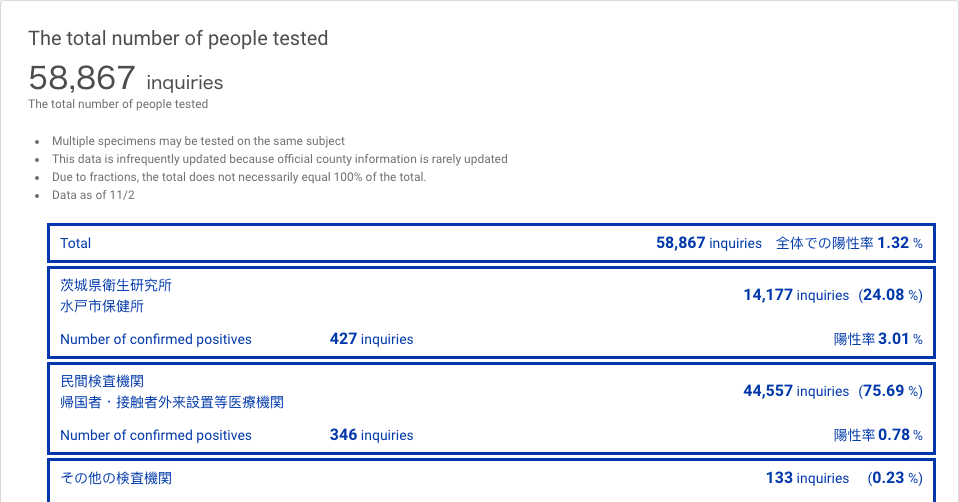 The total number of people tested
58,867 inquiries
The total number of people tested
Multiple specimens may be tested on the same subject
This data is infrequently updated because official county information is rarely updated
Due to fractions, the total does not necessarily equal 100% of the total.
Data as of 11/2
Total 58,867 inquiries 全体での陽性率 1.32 %
茨城県衛生研究所
水戸市保健所
14,177 inquiries (24.08 %)
Number of confirmed positives 427 inquiries 陽性率 3.01 %
民間検査機関
帰国者・接触者外来設置等医療機関
44,557 inquiries (75.69 %)
Number of confirmed positives 346 inquiries 陽性率 0.78 %
その他の検査機関 133 inquiries (0.23 %)